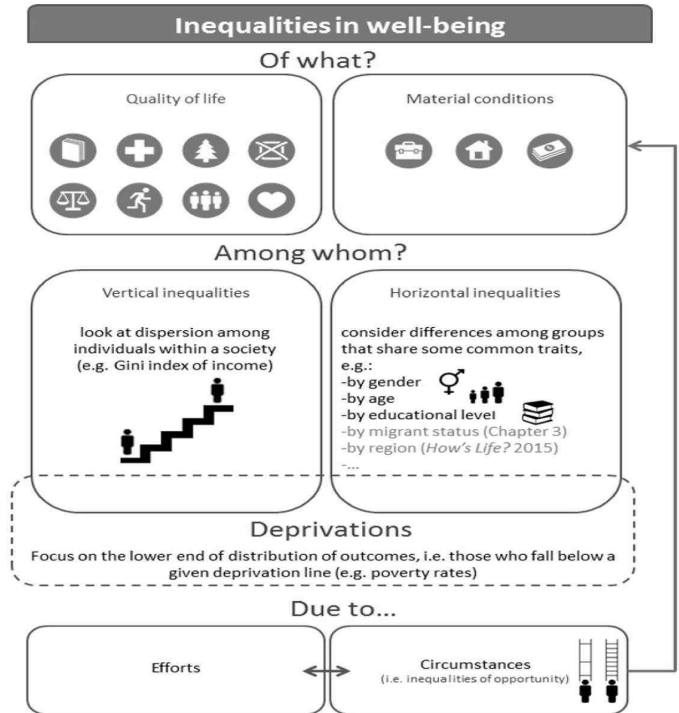 Inequalities in well-being
Of what?
Quality of life
Material conditions
Among whom?
Vertical inequalities
look at dispersion among
individuals within a society
(e.g. Gini index of income)
Horizontal inequalities
consider differences among groups
that share some common traits,
e.g.:
-by gender
-by age
-by educational level
-by migrant status (Chapter 3)
-by region (How's Life? 2015)
-...
Deprivations
Focus on the lower end of distribution of outcomes, i.e. those who fall below a
given deprivation line (e.g. poverty rates)
Due to...
Efforts
Circumstances
(i.e. inequalities of opportunity)